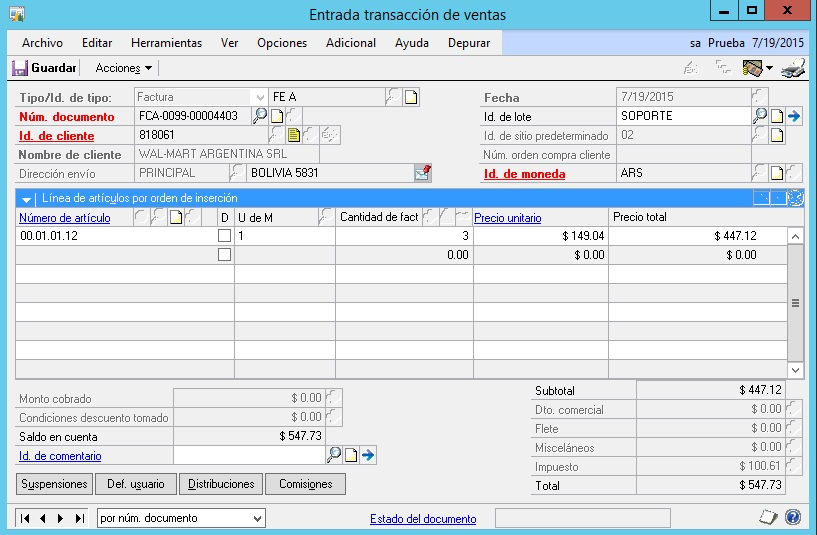 Entrada transacción de ventas
Archivo Editar Herramientas Ver Opciones Adicional Ayuda Depurar sa Prueba 7/19/2015
Guardar Acciones
Tipo/Id. de tipo: Factura FE A
Núm. documento FCA-0099-00004403
Id. de cliente 818061
Nombre de cliente WAL-MART ARGENTINA SRL
Dirección envío PRINCIPAL BOLIVIA 5831
Fecha 7/19/2015
Id. de lote SOPORTE
Id. de sitio predeterminado 02
Núm. orden compra cliente
Id. de moneda ARS
Línea de artículos por orden de inserción
Número de artículo D U de M Cantidad de fact Precio unitario Precio total
00.01.01.12 1 3 $ 149.04 $ 447.12
0.00 $ 0.00 $ 0.00
Monto cobrado $ 0.00
Condiciones descuento tomado $ 0.00
Saldo en cuenta $ 547.73
Id. de comentario
Subtotal $ 447.12
Dto. comercial $ 0.00
Flete $ 0.00
Misceláneos $ 0.00
Impuesto $ 100.61
Total $ 547.73
Suspensiones Def. usuario Distribuciones Comisiones
por núm. documento Estado del documento